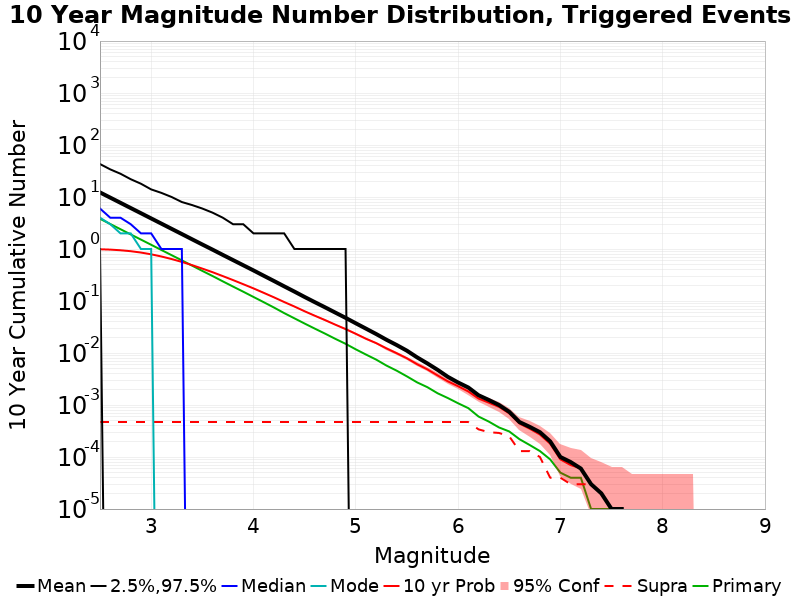 10 Year Magnitude Number Distribution, Triggered Events
10 Year Cumulative Number
10^4
10^3
10^2
10^1
10^0
10^-1
10^-2
10^-3
10^-4
10^-5
3 4 5 6 7 8 9
Magnitude
Mean 2.5%,97.5% Median Mode 10 yr Prob 95% Conf Supra Primary